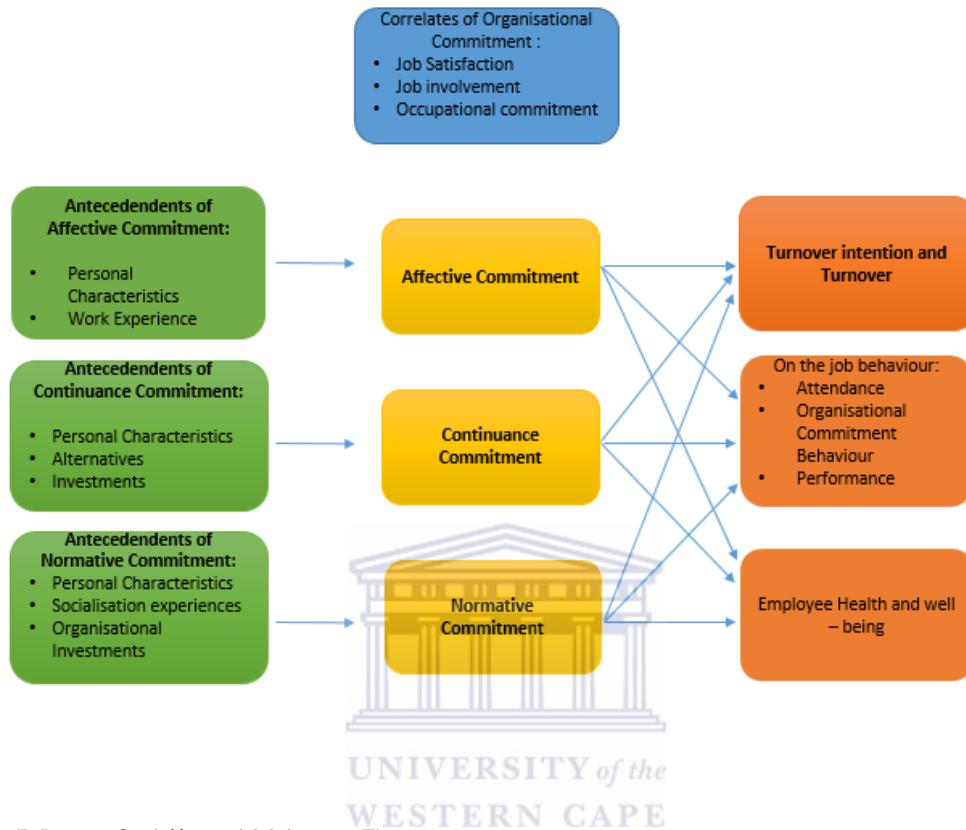 Correlates of Organisational
Commitment :
• Job Satisfaction
• Job involvement
• Occupational commitment
Antecedendents of
Affective Commitment:
• Personal
Characteristics
• Work Experience
Affective Commitment
Turnover intention and
Turnover
Antecedendents of
Continuance Commitment:
• Personal Characteristics
• Alternatives
• Investments
Continuance
Commitment
On the job behaviour:
• Attendance
• Organisational
Commitment
Behaviour
• Performance
Antecedendents of
Normative Commitment:
• Personal Characteristics
• Socialisation experiences
• Organisational
Investments
Normative
Commitment
Employee Health and well
– being
UNIVERSITY of the
WESTERN CAPE